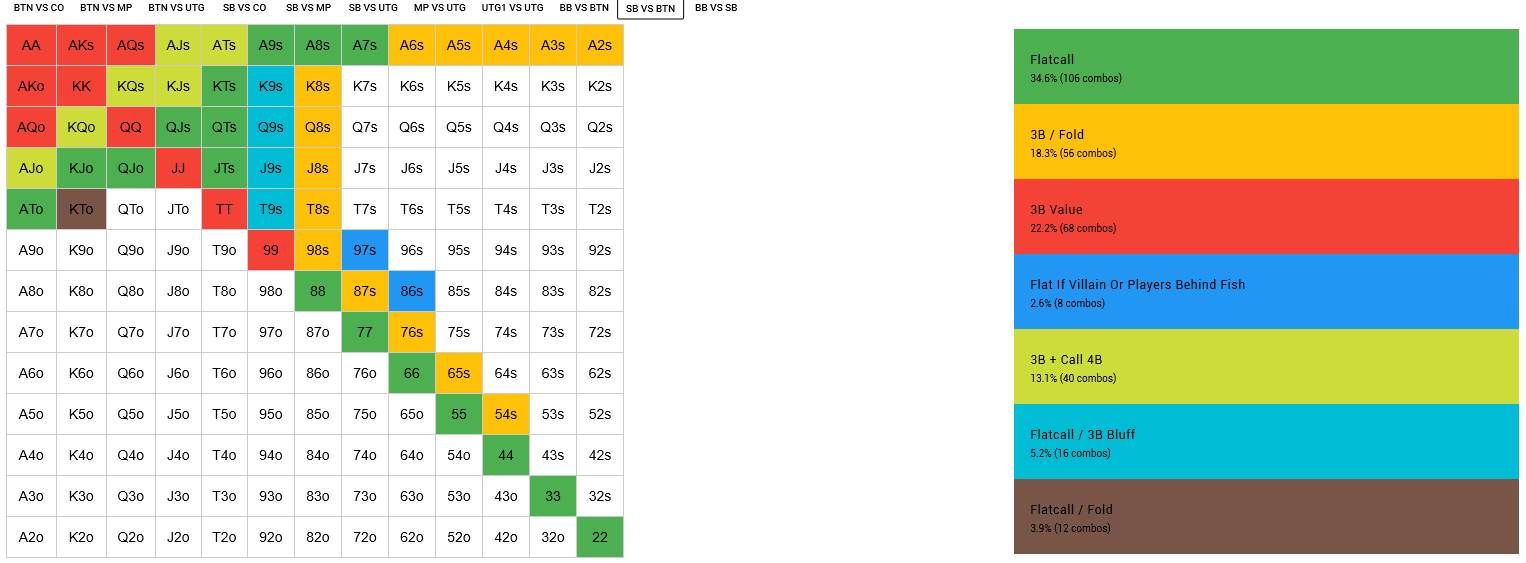 BTN VS CO BTN VS MP BTN VS UTG SB VS CO SB VS MP SB VS UTG MP VS UTG UTG1 VS UTG BB VS BTN SB VS BTN BB VS SB
AA AKs AQs AJs ATs A9s A8s A7s A6s A5s A4s A3s A2s
AKo KK KQs KJs KTs K9s K8s K7s K6s K5s K4s K3s K2s
AQo KQo QQ QJs QTs Q9s Q8s Q7s Q6s Q5s Q4s Q3s Q2s
AJo KJo QJo JJ JTs J9s J8s J7s J6s J5s J4s J3s J2s
ATo KTo QTo JTo TT T9s T8s T7s T6s T5s T4s T3s T2s
A9o K9o Q9o J9o T9o 99 98s 97s 96s 95s 94s 93s 92s
A8o K8o Q8o J8o T8o 98o 88 87s 86s 85s 84s 83s 82s
A7o K7o Q7o J7o T7o 97o 87o 77 76s 75s 74s 73s 72s
A6o K6o Q6o J6o T6o 96o 86o 76o 66 65s 64s 63s 62s
A5o K5o Q5o J5o T5o 95o 85o 75o 65o 55 54s 53s 52s
A4o K4o Q4o J4o T4o 94o 84o 74o 64o 54o 44 43s 42s
A3o K3o Q3o J3o T3o 93o 83o 73o 63o 53o 43o 33 32s
A2o K2o Q2o J2o T2o 92o 82o 72o 62o 52o 42o 32o 22
Flatcall
34.6% (106 combos)
3B / Fold
18.3% (56 combos)
3B Value
22.2% (68 combos)
Flat If Villain Or Players Behind Fish
2.6% (8 combos)
3B + Call 4B
13.1% (40 combos)
Flatcall / 3B Bluff
5.2% (16 combos)
Flatcall / Fold
3.9% (12 combos)